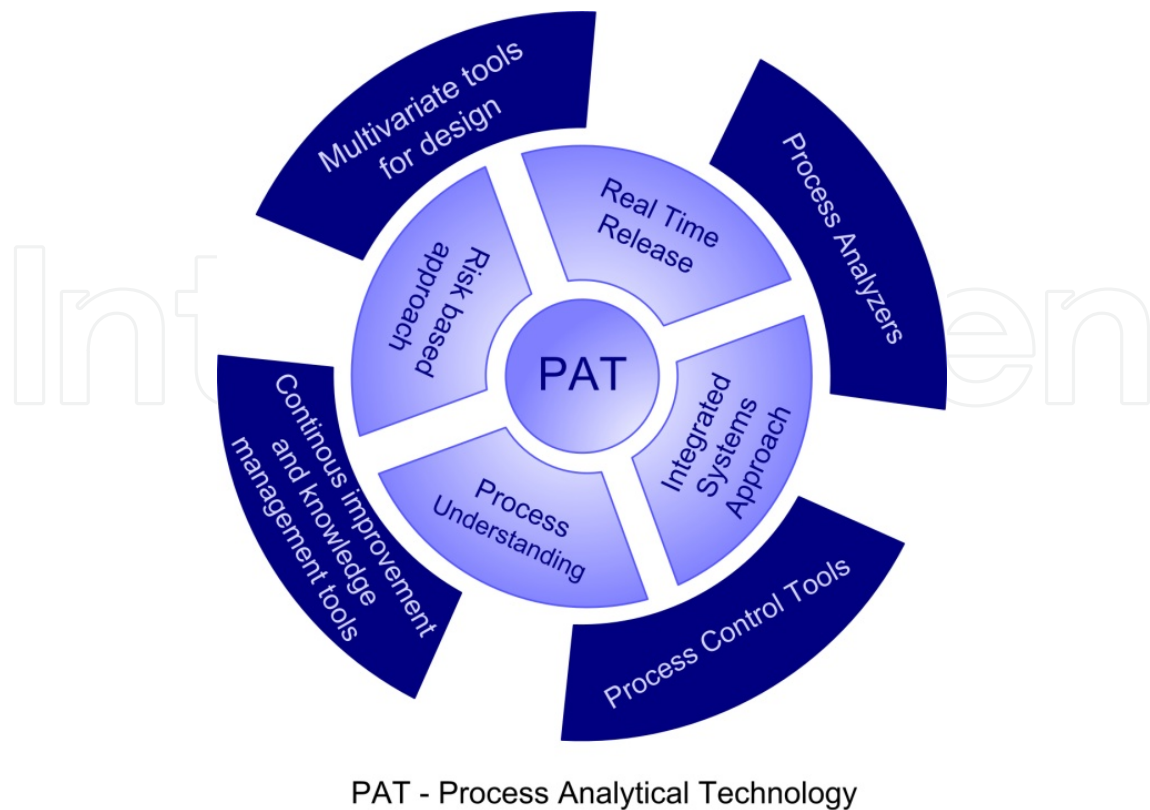 Multivariate tools
for design
Process Analyzers
Real Time
Release
Risk based
approach
PAT
Integrated
Systems
Approach
Process
Understanding
Continous improvement
and knowledge
management tools
Process Control Tools
PAT - Process Analytical Technology